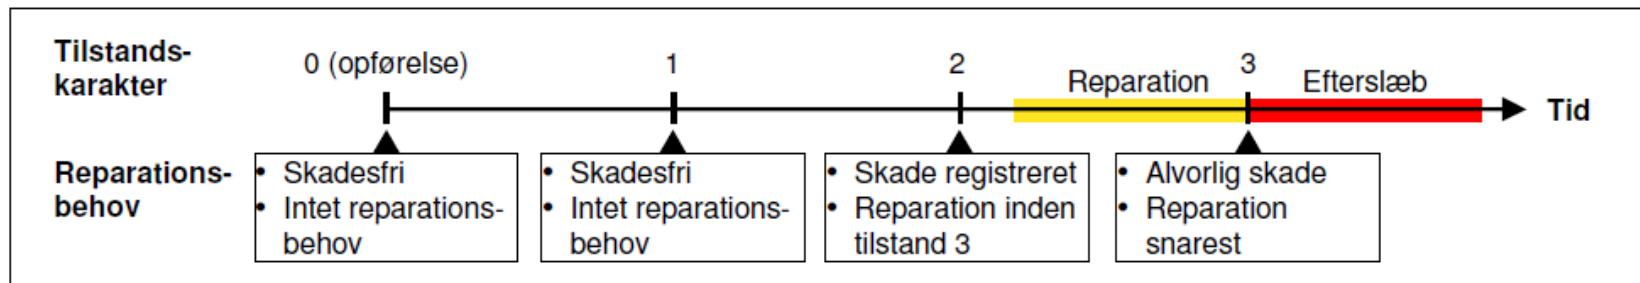 Tilstands-
karakter
0 (opførelse)
1
2
Reparation
3
Efterslæb
Tid
Reparations-
behov
• Skadesfri
• Intet reparations-
behov
• Skadesfri
• Intet reparations-
behov
• Skade registreret
• Reparation inden
tilstand 3
• Alvorlig skade
• Reparation
snarest